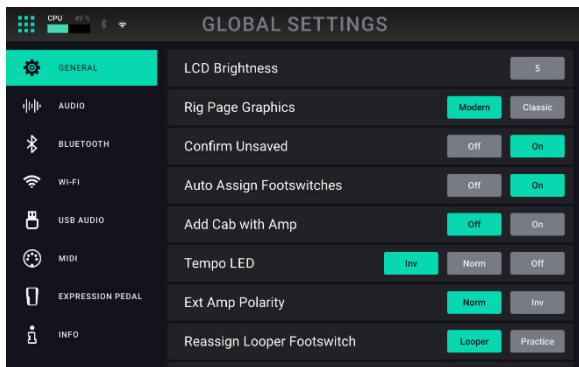 CPU 49 % GLOBAL SETTINGS
GENERAL
AUDIO
BLUETOOTH
WI-FI
USB AUDIO
MIDI
EXPRESSION PEDAL
INFO
LCD Brightness 5
Rig Page Graphics Modern Classic
Confirm Unsaved Off On
Auto Assign Footswitches Off On
Add Cab with Amp Off On
Tempo LED Inv Norm Off
Ext Amp Polarity Norm Inv
Reassign Looper Footswitch Looper Practice